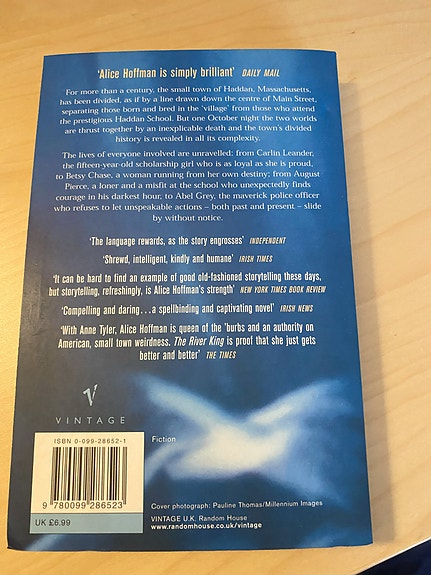 ‘Alice Hoffman is simply brilliant’ DAILY MAIL
For more than a century, the small town of Haddan, Massachusetts,
has been divided, as if by a line drawn down the centre of Main Street,
separating those born and bred in the ‘village’ from those who attend
the prestigious Haddan School. But one October night the two worlds
are thrust together by an inexplicable death and the town’s divided
history is revealed in all its complexity.
The lives of everyone involved are unravelled: from Carlin Leander,
the fifteen-year-old scholarship girl who is as loyal as she is proud,
to Betsy Chase, a woman running from her own destiny; from August
Pierce, a loner and a misfit at the school who unexpectedly finds
courage in his darkest hour, to Abel Grey, the maverick police officer
who refuses to let unspeakable actions – both past and present – slide
by without notice.
‘The language rewards, as the story engrosses’ INDEPENDENT
‘Shrewd, intelligent, kindly and humane’ IRISH TIMES
‘It can be hard to find an example of good old-fashioned storytelling these days,
but storytelling, refreshingly, is Alice Hoffman’s strength’ NEW YORK TIMES BOOK REVIEW
‘Compelling and daring . . . a spellbinding and captivating novel’ IRISH NEWS
‘With Anne Tyler, Alice Hoffman is queen of the ’burbs and an authority on
American, small town weirdness. The River King is proof that she just gets
better and better’ THE TIMES
V
VINTAGE
ISBN 0-099-28652-1
Fiction
9 780099 286523
UK £6.99
Cover photograph: Pauline Thomas/Millennium Images
VINTAGE U.K. Random House
www.randomhouse.co.uk/vintage